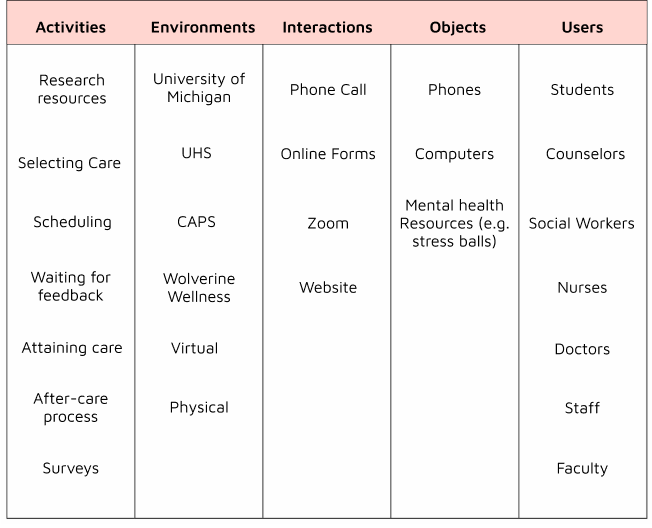 Activities
Environments
Interactions
Objects
Users
Research
resources
Selecting Care
Scheduling
Waiting for
feedback
Attaining care
After-care
process
Surveys
University of
Michigan
UHS
CAPS
Wolverine
Wellness
Virtual
Physical
Phone Call
Online Forms
Zoom
Website
Phones
Computers
Mental health
Resources (e.g.
stress balls)
Students
Counselors
Social Workers
Nurses
Doctors
Staff
Faculty